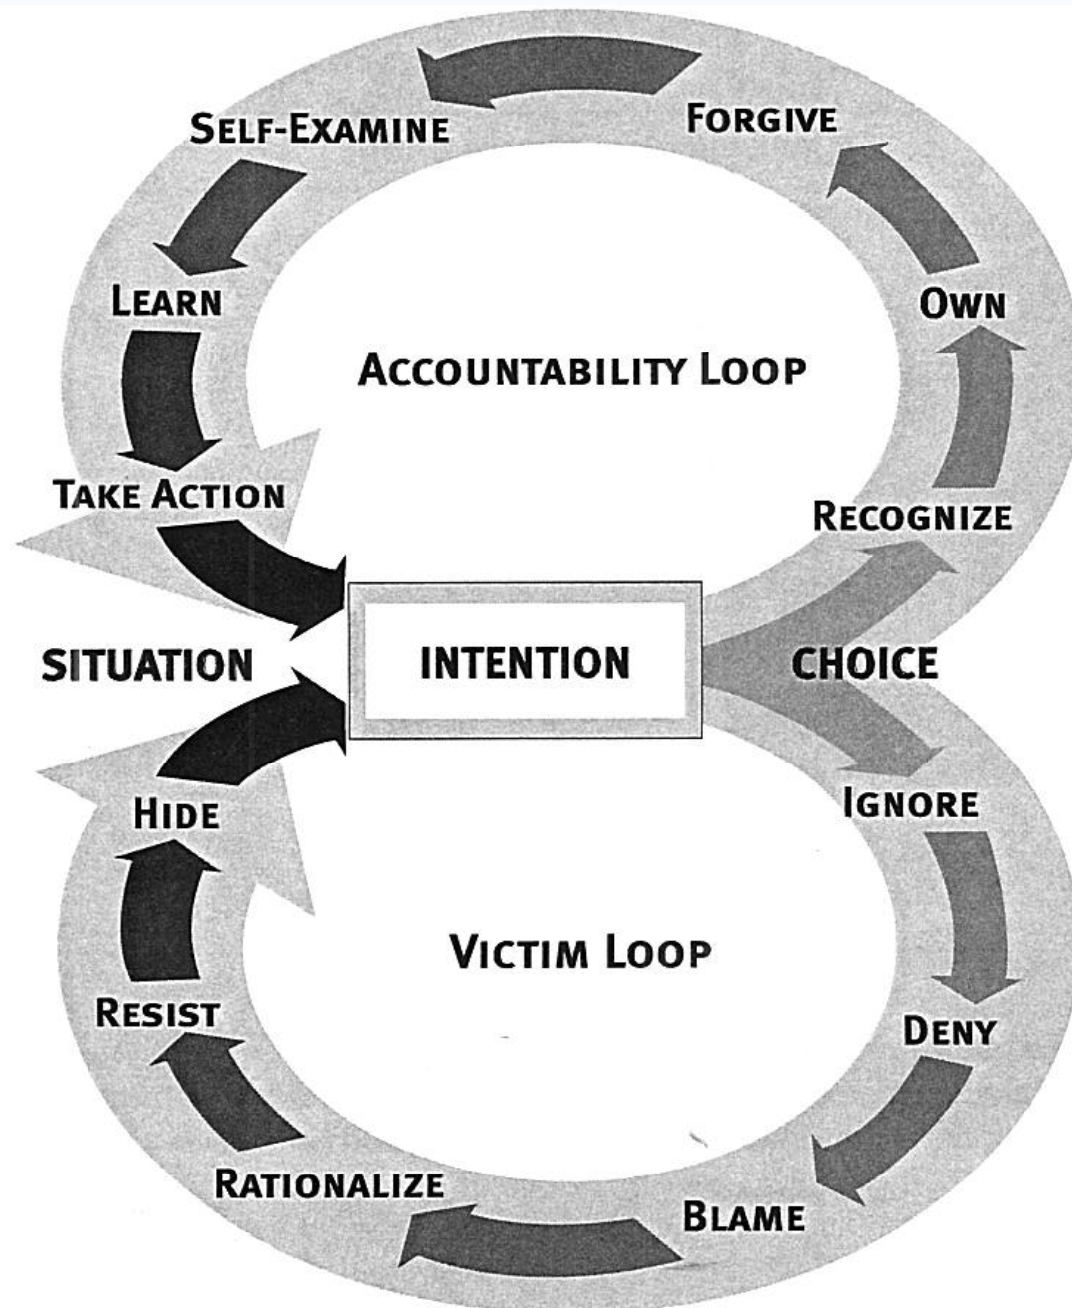 SELF-EXAMINE
FORGIVE
LEARN
OWN
ACCOUNTABILITY LOOP
TAKE ACTION
RECOGNIZE
SITUATION
INTENTION
CHOICE
HIDE
IGNORE
VICTIM LOOP
RESIST
DENY
RATIONALIZE
BLAME